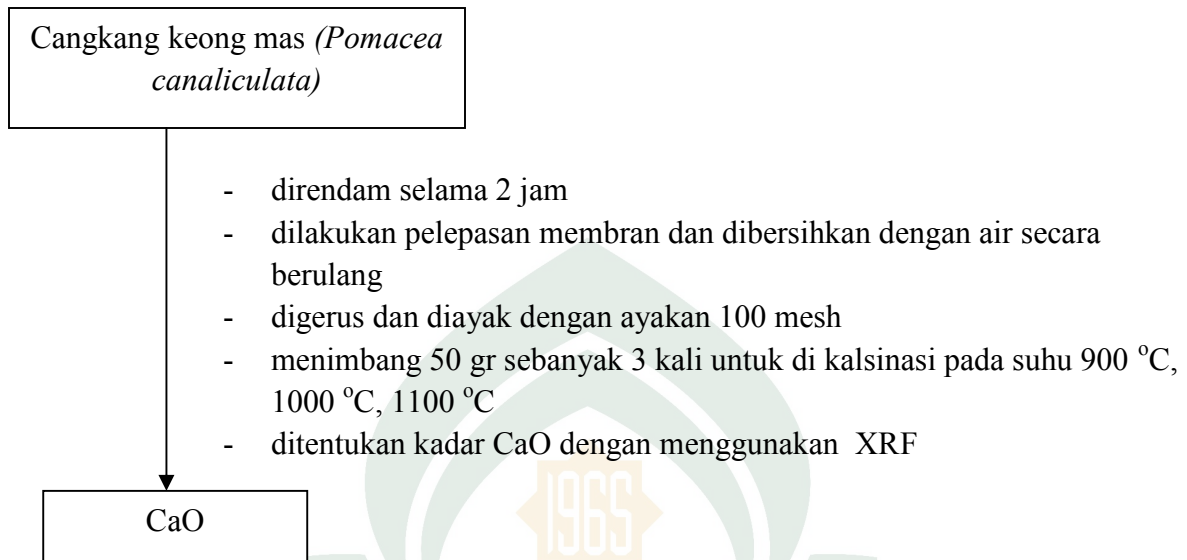 Cangkang keong mas (Pomacea
canaliculata)
- direndam selama 2 jam
- dilakukan pelepasan membran dan dibersihkan dengan air secara
berulang
- digerus dan diayak dengan ayakan 100 mesh
- menimbang 50 gr sebanyak 3 kali untuk di kalsinasi pada suhu 900 °C,
1000 °C, 1100 °C
- ditentukan kadar CaO dengan menggunakan XRF
1965
CaO